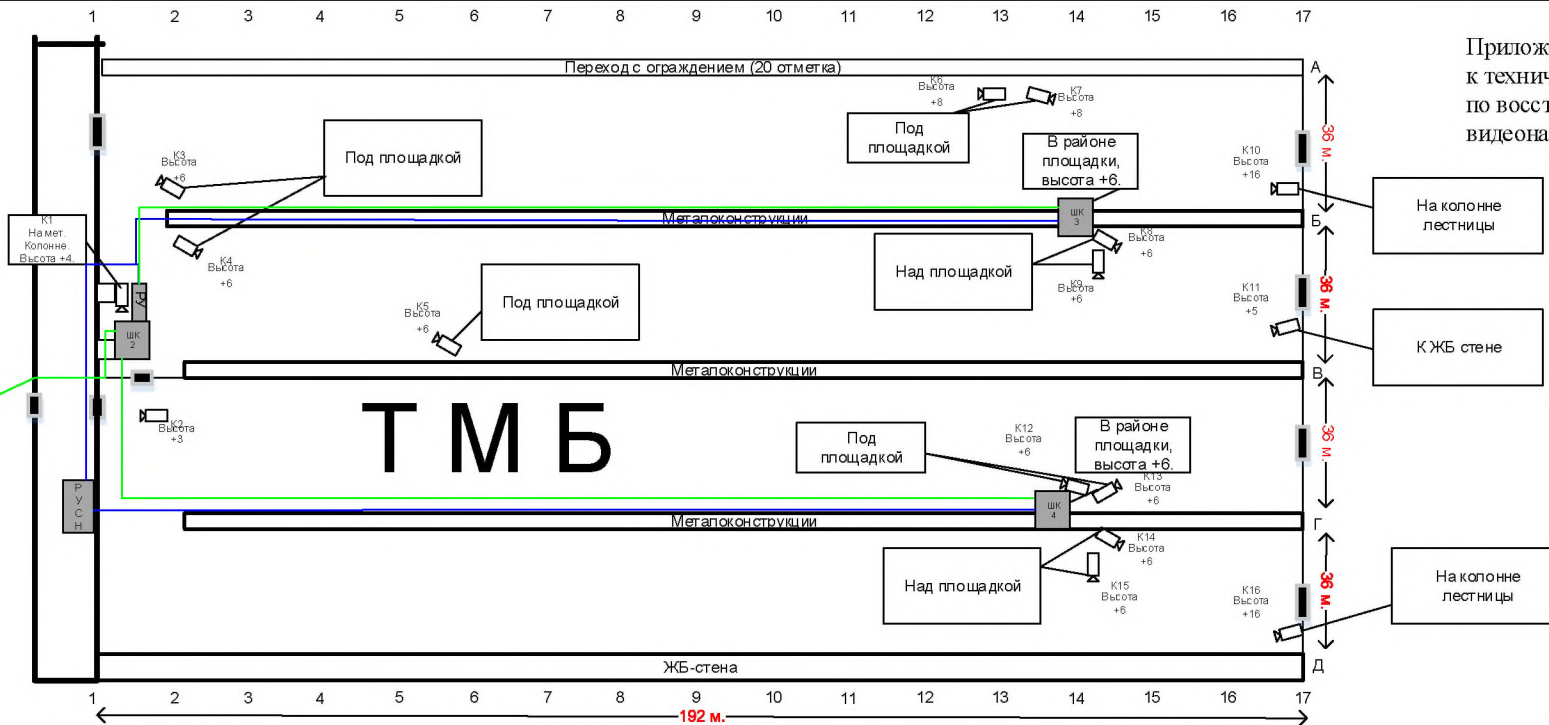 1 2 3 4 5 6 7 8 9 10 11 12 13 14 15 16 17
Прилож
к технич
по восст
видеона
Переход с ограждением (20 отметка)
А
К6
Высота
+8
К7
Высота
+8
Под
площадкой
В районе
площадки,
высота +6.
36 м.
К3
Высота
+6
Под площадкой
К10
Высота
+16
На колонне
лестницы
К1
На мет.
Колонне.
Высота +4.
Металоконструкции
ШК
3
Б
К4
Высота
+6
Над площадкой
К8
Высота
+6
К9
Высота
+6
36 м.
РУ
ШК
2
К5
Высота
+6
Под площадкой
К11
Высота
+5
К ЖБ стене
Металоконструкции
В
К2
Высота
+3
ТМБ
Под
площадкой
К12
Высота
+6
В районе
площадки,
высота +6.
36 м.
К13
Высота
+6
Р
У
С
Н
ШК
4
Металоконструкции
Г
К14
Высота
+6
Над площадкой
К15
Высота
+6
К16
Высота
+16
36 м.
На колонне
лестницы
ЖБ-стена
Д
1 2 3 4 5 6 7 8 9 10 11 12 13 14 15 16 17
192 м.